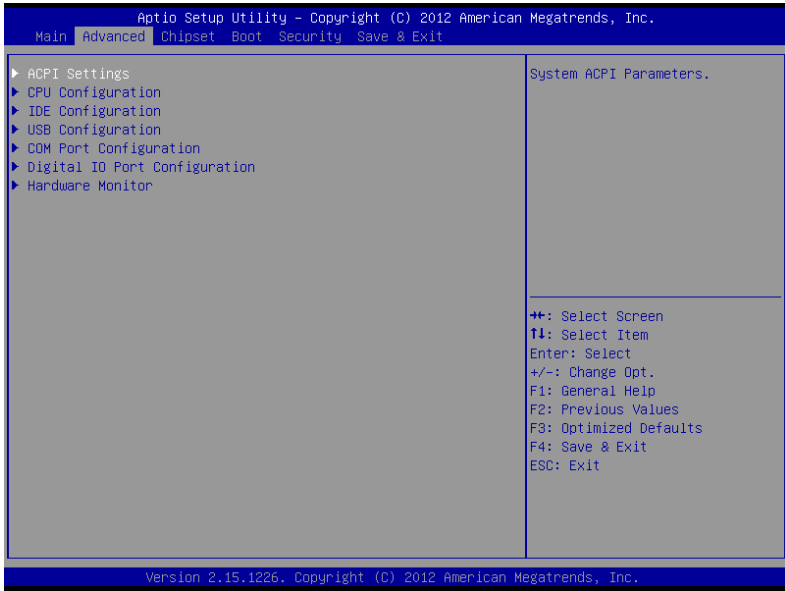 Aptio Setup Utility – Copyright (C) 2012 American Megatrends, Inc.
Main Advanced Chipset Boot Security Save & Exit
ACPI Settings
CPU Configuration
IDE Configuration
USB Configuration
COM Port Configuration
Digital IO Port Configuration
Hardware Monitor
System ACPI Parameters.
→←: Select Screen
↑↓: Select Item
Enter: Select
+/-: Change Opt.
F1: General Help
F2: Previous Values
F3: Optimized Defaults
F4: Save & Exit
ESC: Exit
Version 2.15.1226. Copyright (C) 2012 American Megatrends, Inc.